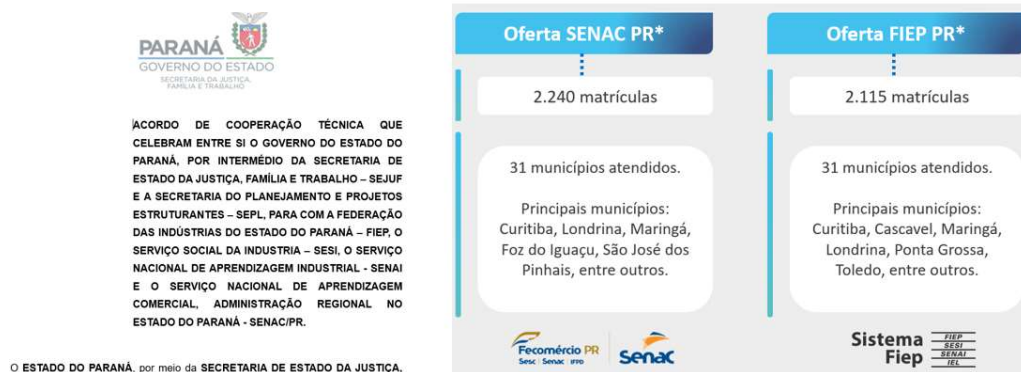 PARANÁ
GOVERNO DO ESTADO
SECRETARIA DA JUSTIÇA,
FAMÍLIA E TRABALHO
ACORDO DE COOPERAÇÃO TÉCNICA QUE
CELEBRAM ENTRE SI O GOVERNO DO ESTADO DO
PARANÁ, POR INTERMÉDIO DA SECRETARIA DE
ESTADO DA JUSTIÇA, FAMÍLIA E TRABALHO – SEJUF
E A SECRETARIA DO PLANEJAMENTO E PROJETOS
ESTRUTURANTES – SEPL, PARA COM A FEDERAÇÃO
DAS INDÚSTRIAS DO ESTADO DO PARANÁ – FIEP, O
SERVIÇO SOCIAL DA INDUSTRIA – SESI, O SERVIÇO
NACIONAL DE APRENDIZAGEM INDUSTRIAL - SENAI
E O SERVIÇO NACIONAL DE APRENDIZAGEM
COMERCIAL, ADMINISTRAÇÃO REGIONAL NO
ESTADO DO PARANÁ - SENAC/PR.
O ESTADO DO PARANÁ, por meio da SECRETARIA DE ESTADO DA JUSTIÇA,
Oferta SENAC PR*
2.240 matrículas
31 municípios atendidos.
Principais municípios:
Curitiba, Londrina, Maringá,
Foz do Iguaçu, São José dos
Pinhais, entre outros.
Fecomércio PR
Sesc Senac IFPD
Senac
Oferta FIEP PR*
2.115 matrículas
31 municípios atendidos.
Principais municípios:
Curitiba, Cascavel, Maringá,
Londrina, Ponta Grossa,
Toledo, entre outros.
Sistema
Fiep
FIEP
SESI
SENAI
IEL